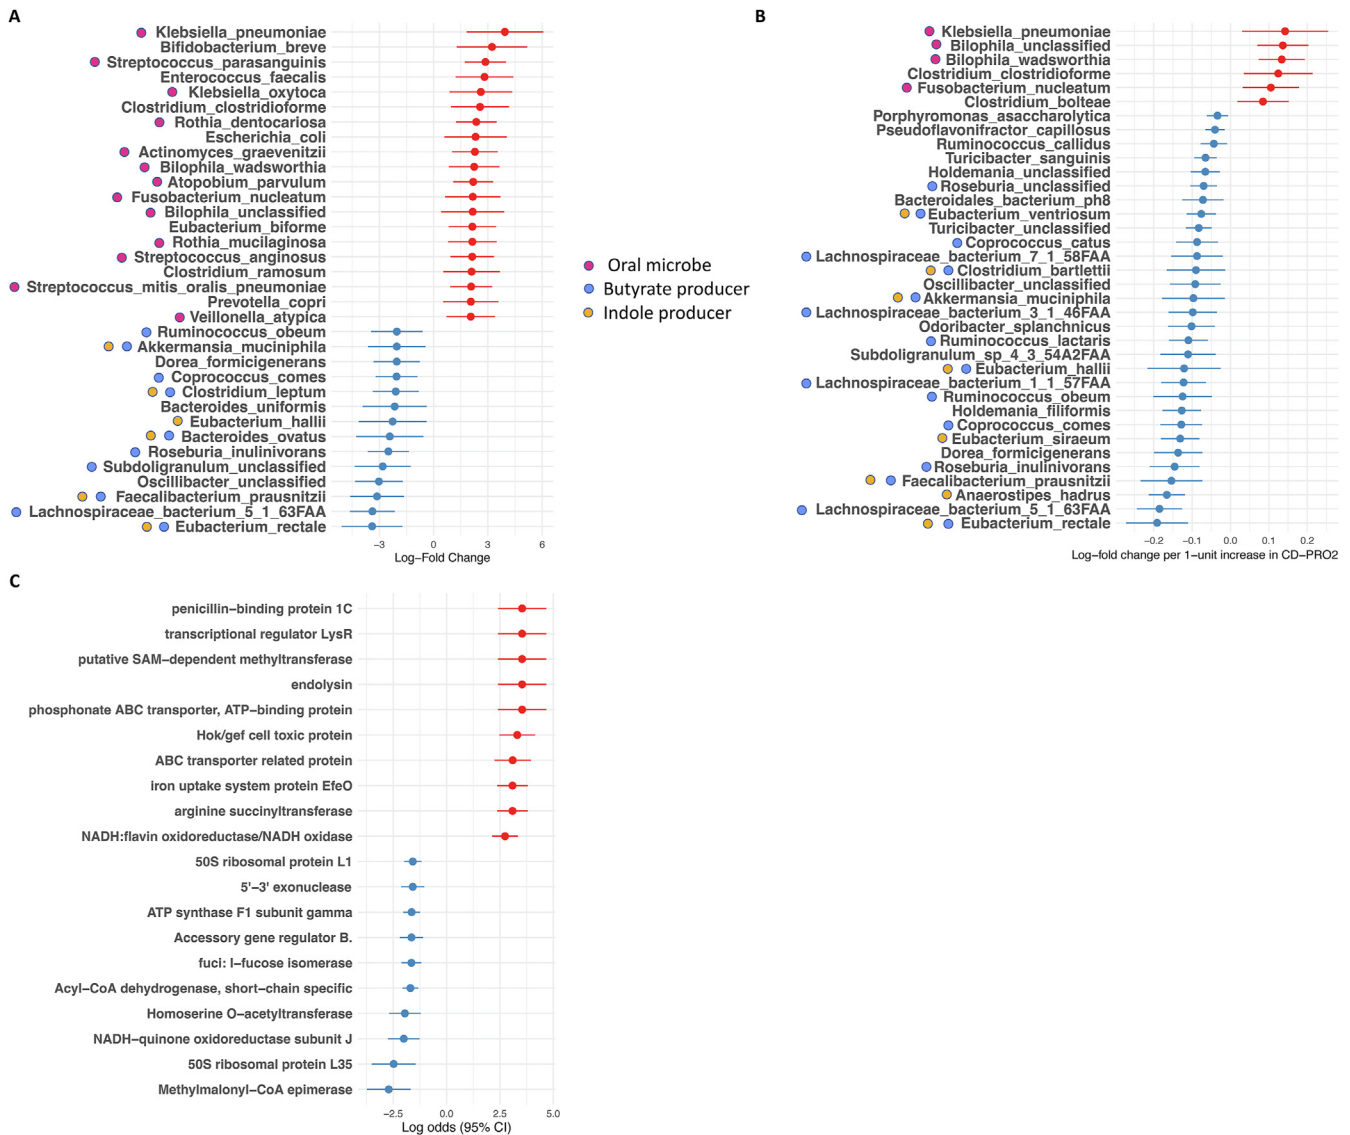 A
Klebsiella_pneumoniae
Bifidobacterium_breve
Streptococcus_parasanguinis
Enterococcus_faecalis
Klebsiella_oxytoca
Clostridium_clostridioforme
Rothia_dentocariosa
Escherichia_coli
Actinomyces_graevenitzii
Bilophila_wadsworthia
Atopobium_parvulum
Fusobacterium_nucleatum
Bilophila_unclassified
Eubacterium_biforme
Rothia_mucilaginosa
Streptococcus_anginosus
Clostridium_ramosum
Streptococcus_mitis_oralis_pneumoniae
Prevotella_copri
Veillonella_atypica
Ruminococcus_obeum
Akkermansia_muciniphila
Dorea_formicigenerans
Coprococcus_comes
Clostridium_leptum
Bacteroides_uniformis
Eubacterium_hallii
Bacteroides_ovatus
Roseburia_inulinivorans
Subdoligranulum_unclassified
Oscillibacter_unclassified
Faecalibacterium_prausnitzii
Lachnospiraceae_bacterium_5_1_63FAA
Eubacterium_rectale
−3 0 3 6
Log−Fold Change
Oral microbe
Butyrate producer
Indole producer
B
Klebsiella_pneumoniae
Bilophila_unclassified
Bilophila_wadsworthia
Clostridium_clostridioforme
Fusobacterium_nucleatum
Clostridium_bolteae
Porphyromonas_asaccharolytica
Pseudoflavonifractor_capillosus
Ruminococcus_callidus
Turicibacter_sanguinis
Holdemania_unclassified
Roseburia_unclassified
Bacteroidales_bacterium_ph8
Eubacterium_ventriosum
Turicibacter_unclassified
Coprococcus_catus
Lachnospiraceae_bacterium_7_1_58FAA
Clostridium_bartlettii
Oscillibacter_unclassified
Akkermansia_muciniphila
Lachnospiraceae_bacterium_3_1_46FAA
Odoribacter_splanchnicus
Ruminococcus_lactaris
Subdoligranulum_sp_4_3_54A2FAA
Eubacterium_hallii
Lachnospiraceae_bacterium_1_1_57FAA
Ruminococcus_obeum
Holdemania_filiformis
Coprococcus_comes
Eubacterium_siraeum
Dorea_formicigenerans
Roseburia_inulinivorans
Faecalibacterium_prausnitzii
Anaerostipes_hadrus
Lachnospiraceae_bacterium_5_1_63FAA
Eubacterium_rectale
−0.2 −0.1 0.0 0.1 0.2
Log−fold change per 1−unit increase in CD−PRO2
C
penicillin−binding protein 1C
transcriptional regulator LysR
putative SAM−dependent methyltransferase
endolysin
phosphonate ABC transporter, ATP−binding protein
Hok/gef cell toxic protein
ABC transporter related protein
iron uptake system protein EfeO
arginine succinyltransferase
NADH:flavin oxidoreductase/NADH oxidase
50S ribosomal protein L1
5'−3' exonuclease
ATP synthase F1 subunit gamma
Accessory gene regulator B.
fuci: l−fucose isomerase
Acyl−CoA dehydrogenase, short−chain specific
Homoserine O−acetyltransferase
NADH−quinone oxidoreductase subunit J
50S ribosomal protein L35
Methylmalonyl−CoA epimerase
−2.5 0.0 2.5 5.0
Log odds (95% CI)